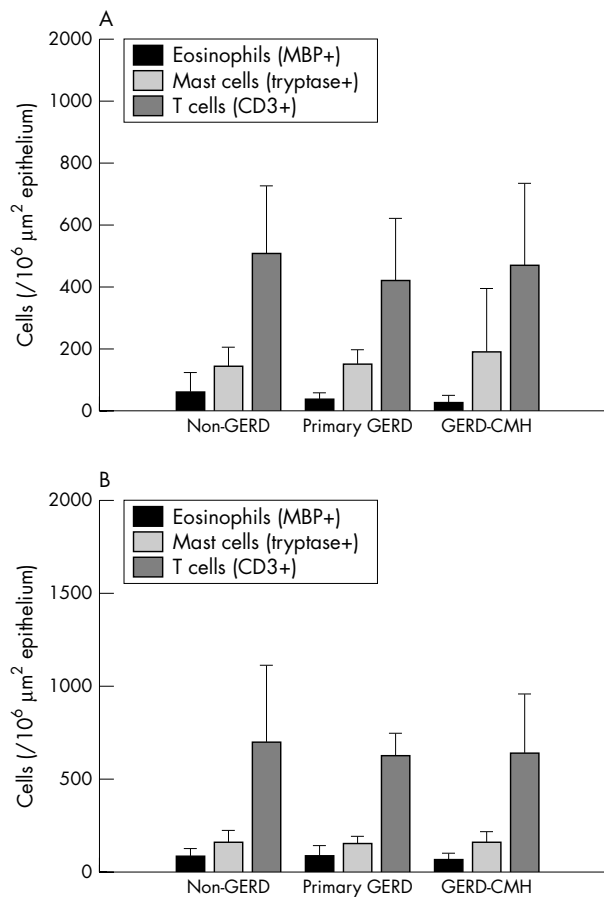 A
2000
1000
800
600
400
200
0
Cells (/10⁶ µm² epithelium)
Eosinophils (MBP+)
Mast cells (tryptase+)
T cells (CD3+)
Non-GERD Primary GERD GERD-CMH
B
2000
1500
1000
500
0
Cells (/10⁶ µm² epithelium)
Eosinophils (MBP+)
Mast cells (tryptase+)
T cells (CD3+)
Non-GERD Primary GERD GERD-CMH